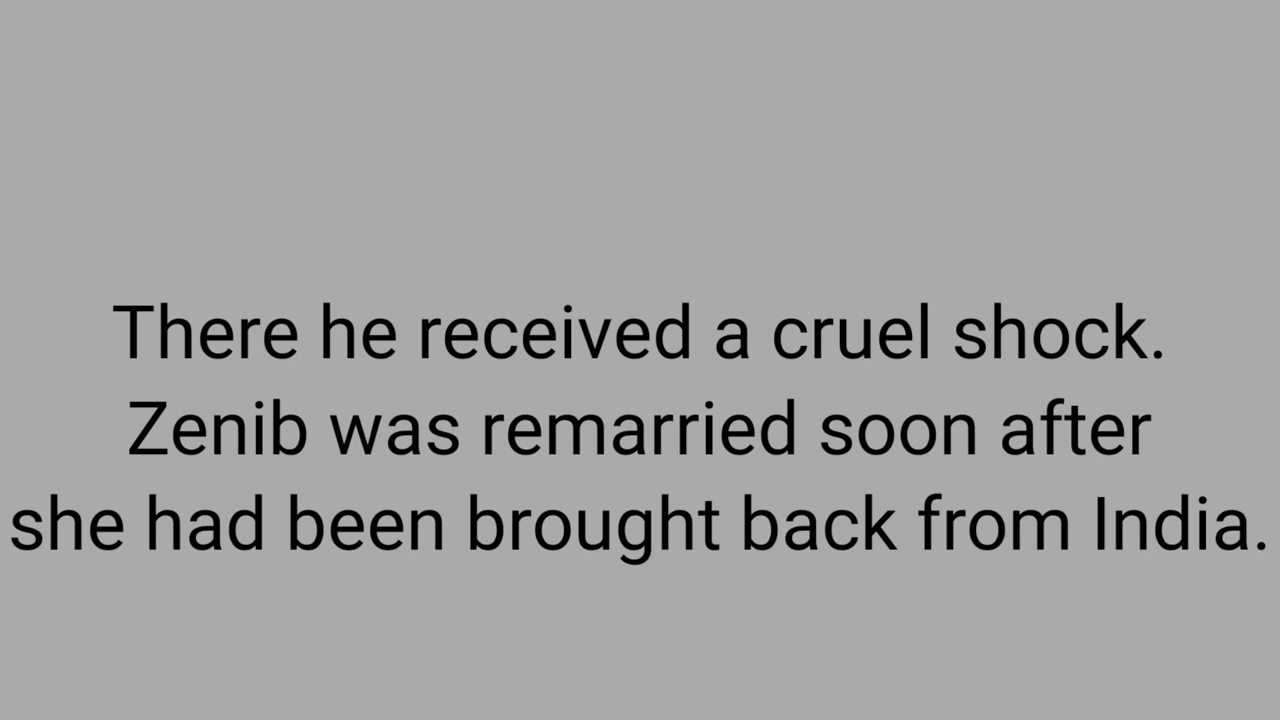 There he received a cruel shock.
Zenib was remarried soon after
she had been brought back from India.